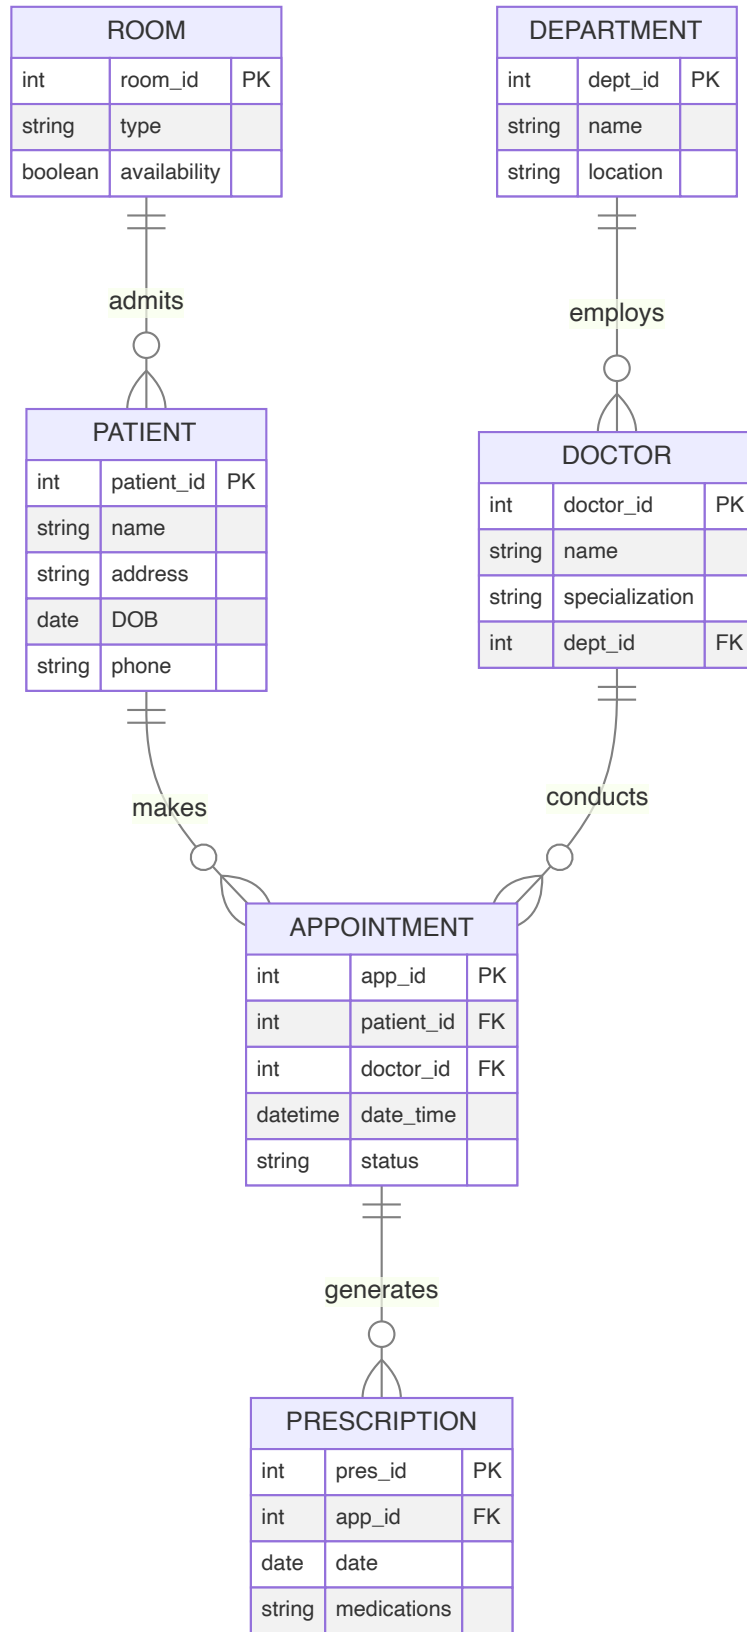 ROOM
int room_id PK
string type
boolean availability
DEPARTMENT
int dept_id PK
string name
string location
admits
employs
PATIENT
int patient_id PK
string name
string address
date DOB
string phone
DOCTOR
int doctor_id PK
string name
string specialization
int dept_id FK
makes
conducts
APPOINTMENT
int app_id PK
int patient_id FK
int doctor_id FK
datetime date_time
string status
generates
PRESCRIPTION
int pres_id PK
int app_id FK
date date
string medications